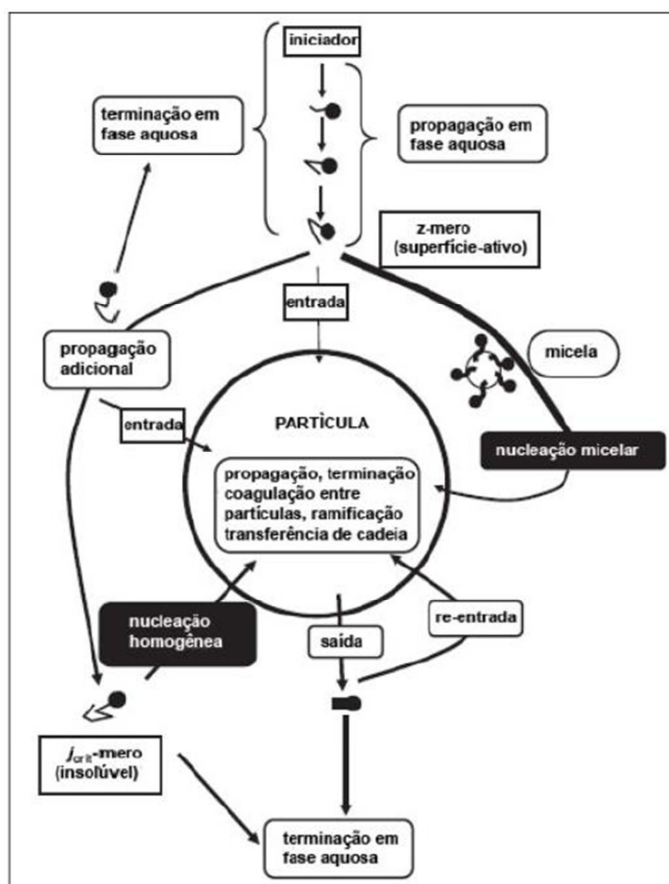 iniciador
terminação em
fase aquosa
propagação em
fase aquosa
z-mero
(superfície-ativo)
entrada
propagação
adicional
micela
entrada
PARTÌCULA
nucleação micelar
propagação, terminação
coagulação entre
partículas, ramificação
transferência de cadeia
nucleação
homogênea
saída
re-entrada
jcrit-mero
(insolúvel)
terminação em
fase aquosa